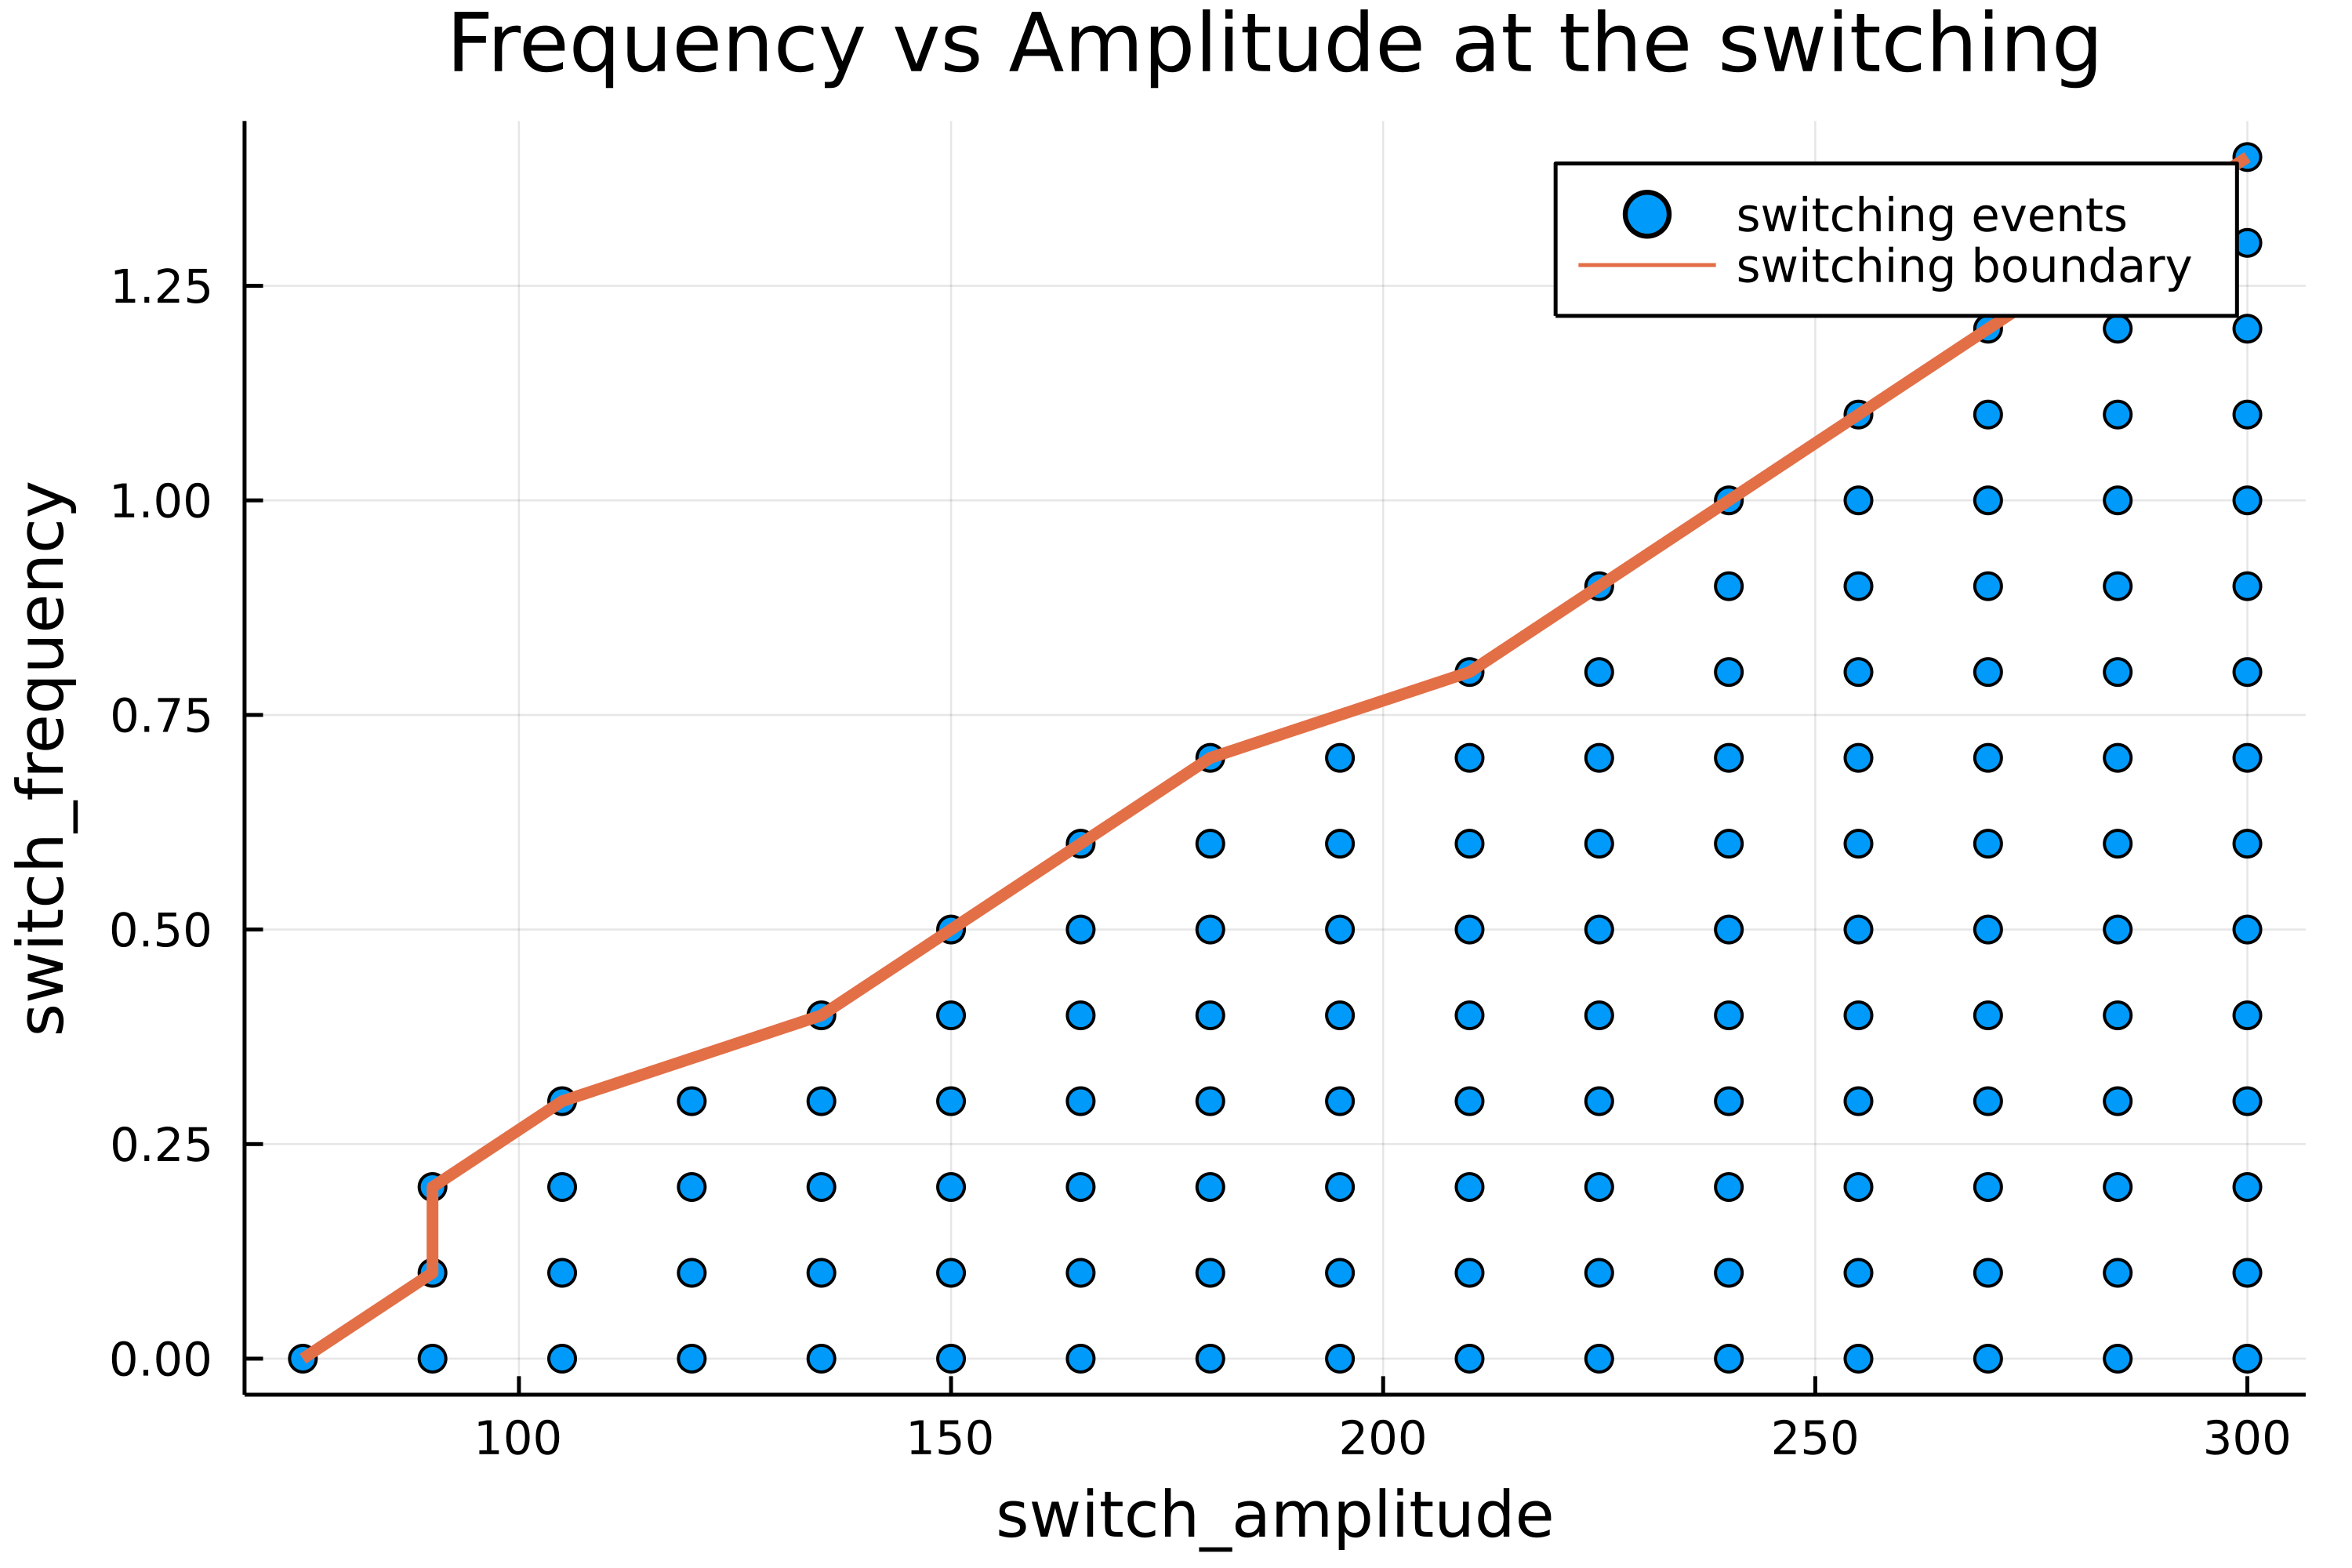 Frequency vs Amplitude at the switching
switching events
switching boundary
1.25
1.00
0.75
0.50
0.25
0.00
switch_frequency
100
150
200
250
300
switch_amplitude